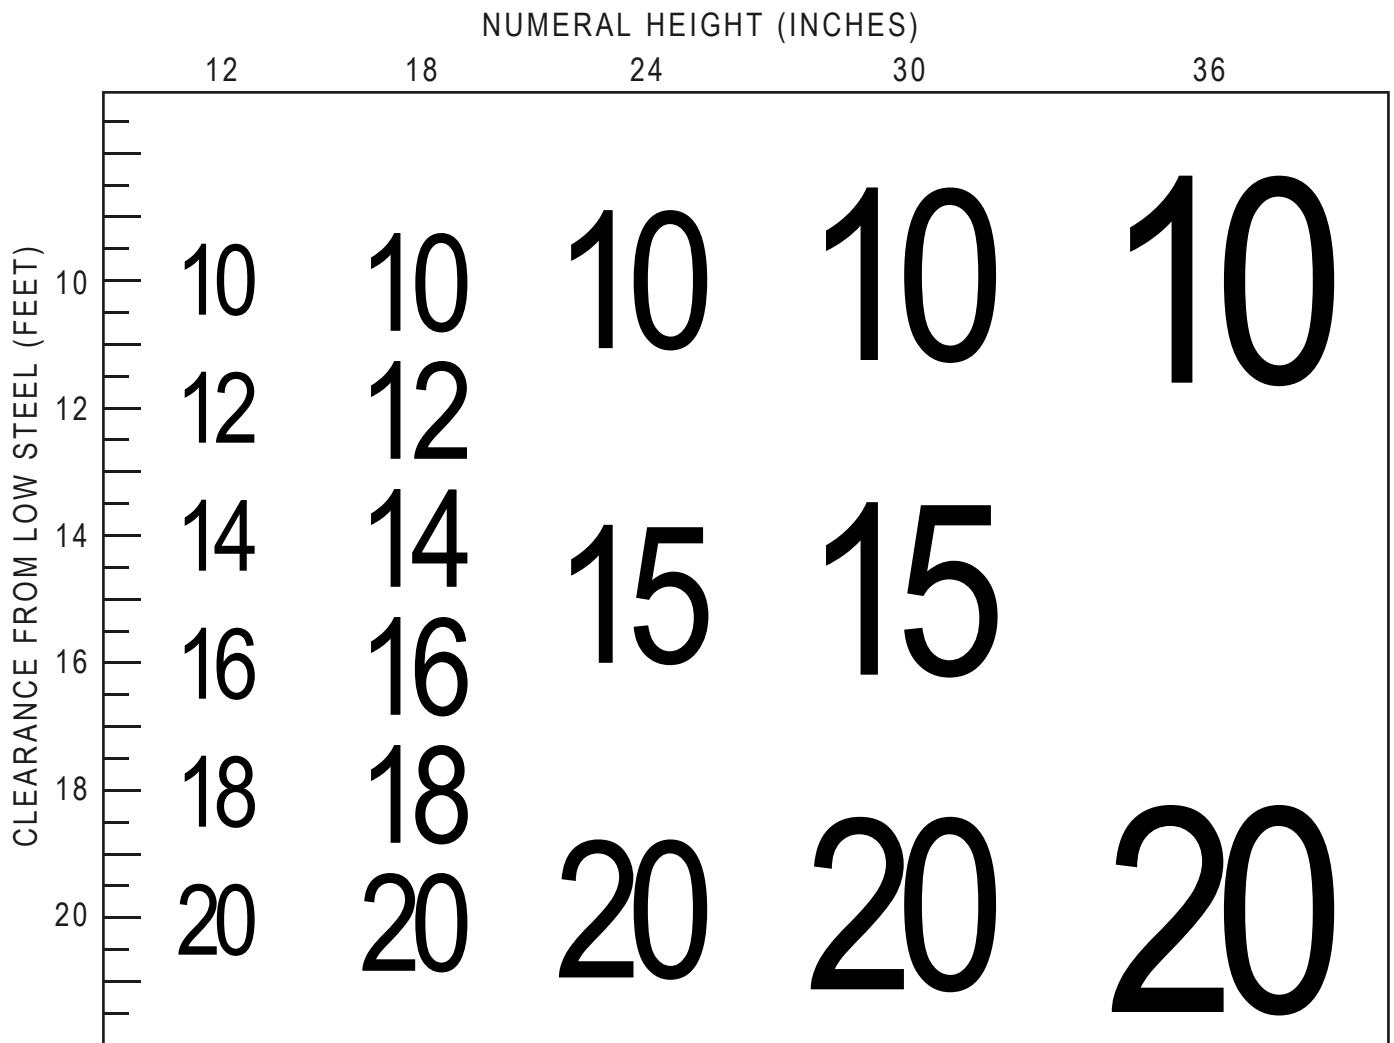 NUMERAL HEIGHT (INCHES)
12 18 24 30 36
CLEARANCE FROM LOW STEEL (FEET)
10 10 10 10 10 10
12 12 12
14 14 14
15 15
16 16 16
18 18 18
20 20 20 20 20 20